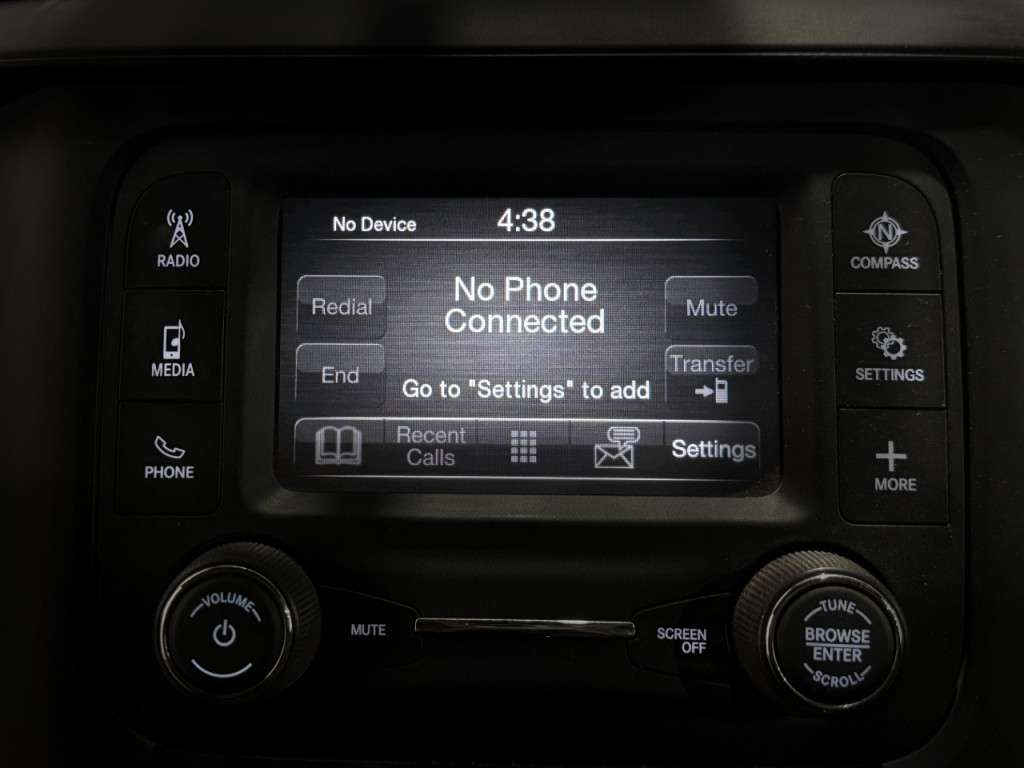 No Device 4:38
RADIO
MEDIA
PHONE
Redial
End
No Phone
Connected
Go to "Settings" to add
Mute
Transfer
Recent
Calls
Settings
N
COMPASS
SETTINGS
MORE
VOLUME
MUTE
SCREEN
OFF
TUNE
BROWSE
ENTER
SCROLL